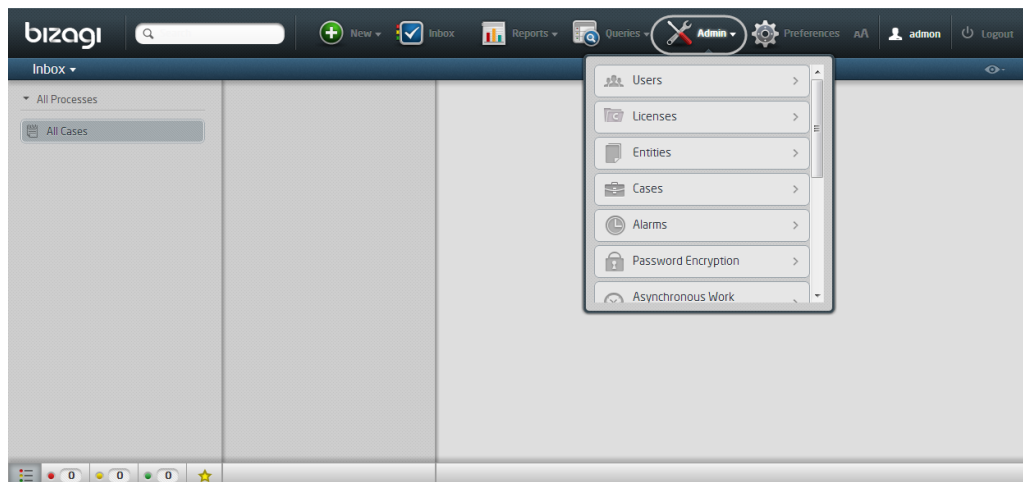 bizagi
New
Inbox
Reports
Queries
Admin
Preferences
AA
admon
Logout
Inbox
All Processes
All Cases
Users
Licenses
Entities
Cases
Alarms
Password Encryption
Asynchronous Work
0
0
0